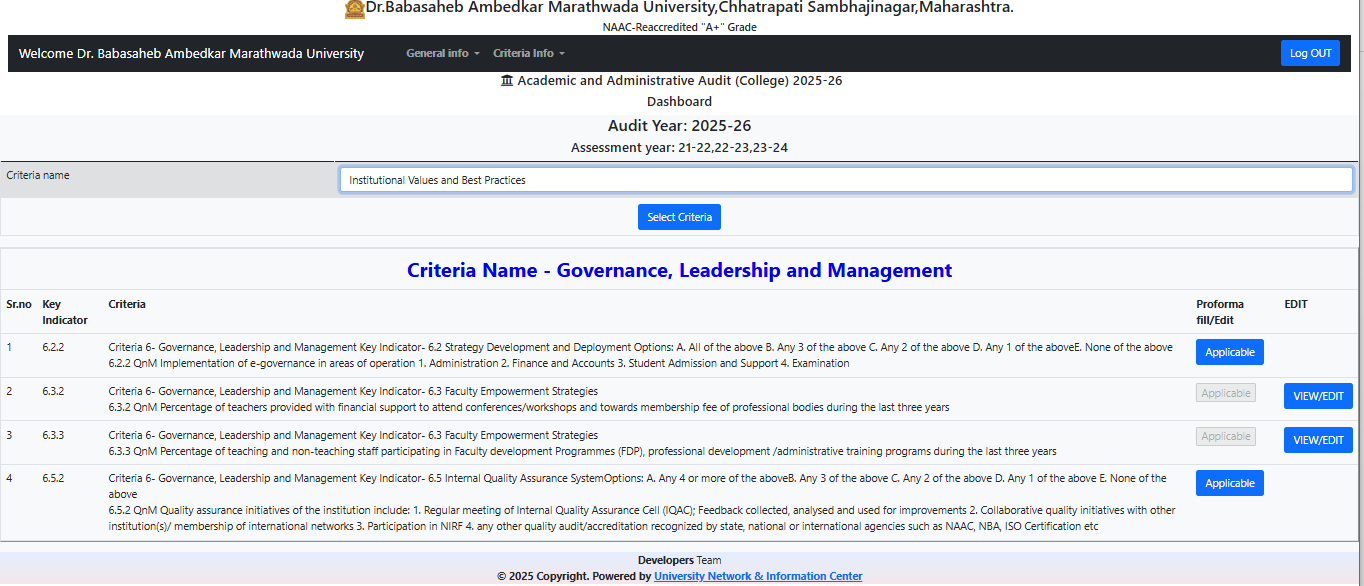 Dr.Babasaheb Ambedkar Marathwada University,Chhatrapati Sambhajinagar,Maharashtra.
NAAC-Reaccredited "A+" Grade
Welcome Dr. Babasaheb Ambedkar Marathwada University General info Criteria Info Log OUT
Academic and Administrative Audit (College) 2025-26
Dashboard
Audit Year: 2025-26
Assessment year: 21-22,22-23,23-24
Criteria name Institutional Values and Best Practices
Select Criteria
Criteria Name - Governance, Leadership and Management
Sr.no Key Indicator Criteria Proforma fill/Edit EDIT
1 6.2.2 Criteria 6- Governance, Leadership and Management Key Indicator- 6.2 Strategy Development and Deployment Options: A. All of the above B. Any 3 of the above C. Any 2 of the above D. Any 1 of the aboveE. None of the above Applicable
6.2.2 QnM Implementation of e-governance in areas of operation 1. Administration 2. Finance and Accounts 3. Student Admission and Support 4. Examination
2 6.3.2 Criteria 6- Governance, Leadership and Management Key Indicator- 6.3 Faculty Empowerment Strategies Applicable VIEW/EDIT
6.3.2 QnM Percentage of teachers provided with financial support to attend conferences/workshops and towards membership fee of professional bodies during the last three years
3 6.3.3 Criteria 6- Governance, Leadership and Management Key Indicator- 6.3 Faculty Empowerment Strategies Applicable VIEW/EDIT
6.3.3 QnM Percentage of teaching and non-teaching staff participating in Faculty development Programmes (FDP), professional development /administrative training programs during the last three years
4 6.5.2 Criteria 6- Governance, Leadership and Management Key Indicator- 6.5 Internal Quality Assurance SystemOptions: A. Any 4 or more of the aboveB. Any 3 of the above C. Any 2 of the above D. Any 1 of the above E. None of the Applicable
above
6.5.2 QnM Quality assurance initiatives of the institution include: 1. Regular meeting of Internal Quality Assurance Cell (IQAC); Feedback collected, analysed and used for improvements 2. Collaborative quality initiatives with other
institution(s)/ membership of international networks 3. Participation in NIRF 4. any other quality audit/accreditation recognized by state, national or international agencies such as NAAC, NBA, ISO Certification etc
Developers Team
© 2025 Copyright. Powered by University Network & Information Center